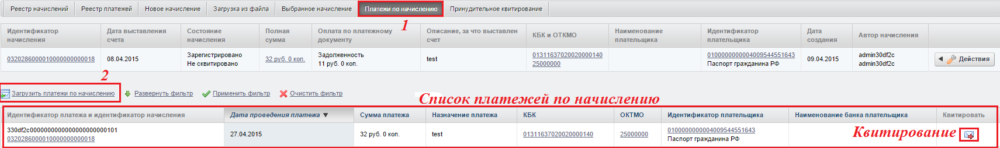 Реестр начислений Реестр платежей Новое начисление Загрузка из файла Выбранное начисление Платежи по начислению Принудительное квитирование
1
Идентификатор начисления Дата выставления счета Состояние начисления Полная сумма Оплата по платежному документу Описание, за что выставлен счет КБК и ОТКМО Наименование плательщика Идентификатор плательщика Дата создания Автор начисления
0320286000010000000000018 08.04.2015 Зарегистрировано Не сквитировано 32 руб. 0 коп. Задолженность 11 руб. 0 коп. test 01311637020020000140 25000000 0100000000004009544551643 Паспорт гражданина РФ 09.04.2015 admin30df2c admin30df2c Действия
2
Загрузить платежи по начислению Развернуть фильтр Применить фильтр Очистить фильтр
Список платежей по начислению
Идентификатор платежа и идентификатор начисления Дата проведения платежа Сумма платежа Назначение платежа КБК ОКТМО Идентификатор плательщика Наименование банка плательщика Квитировать
330df2c0000000000000000000000101 0320286000010000000000018 27.04.2015 32 руб. 0 коп. test 01311637020020000140 25000000 0100000000004009544551643 Паспорт гражданина РФ
Квитирование